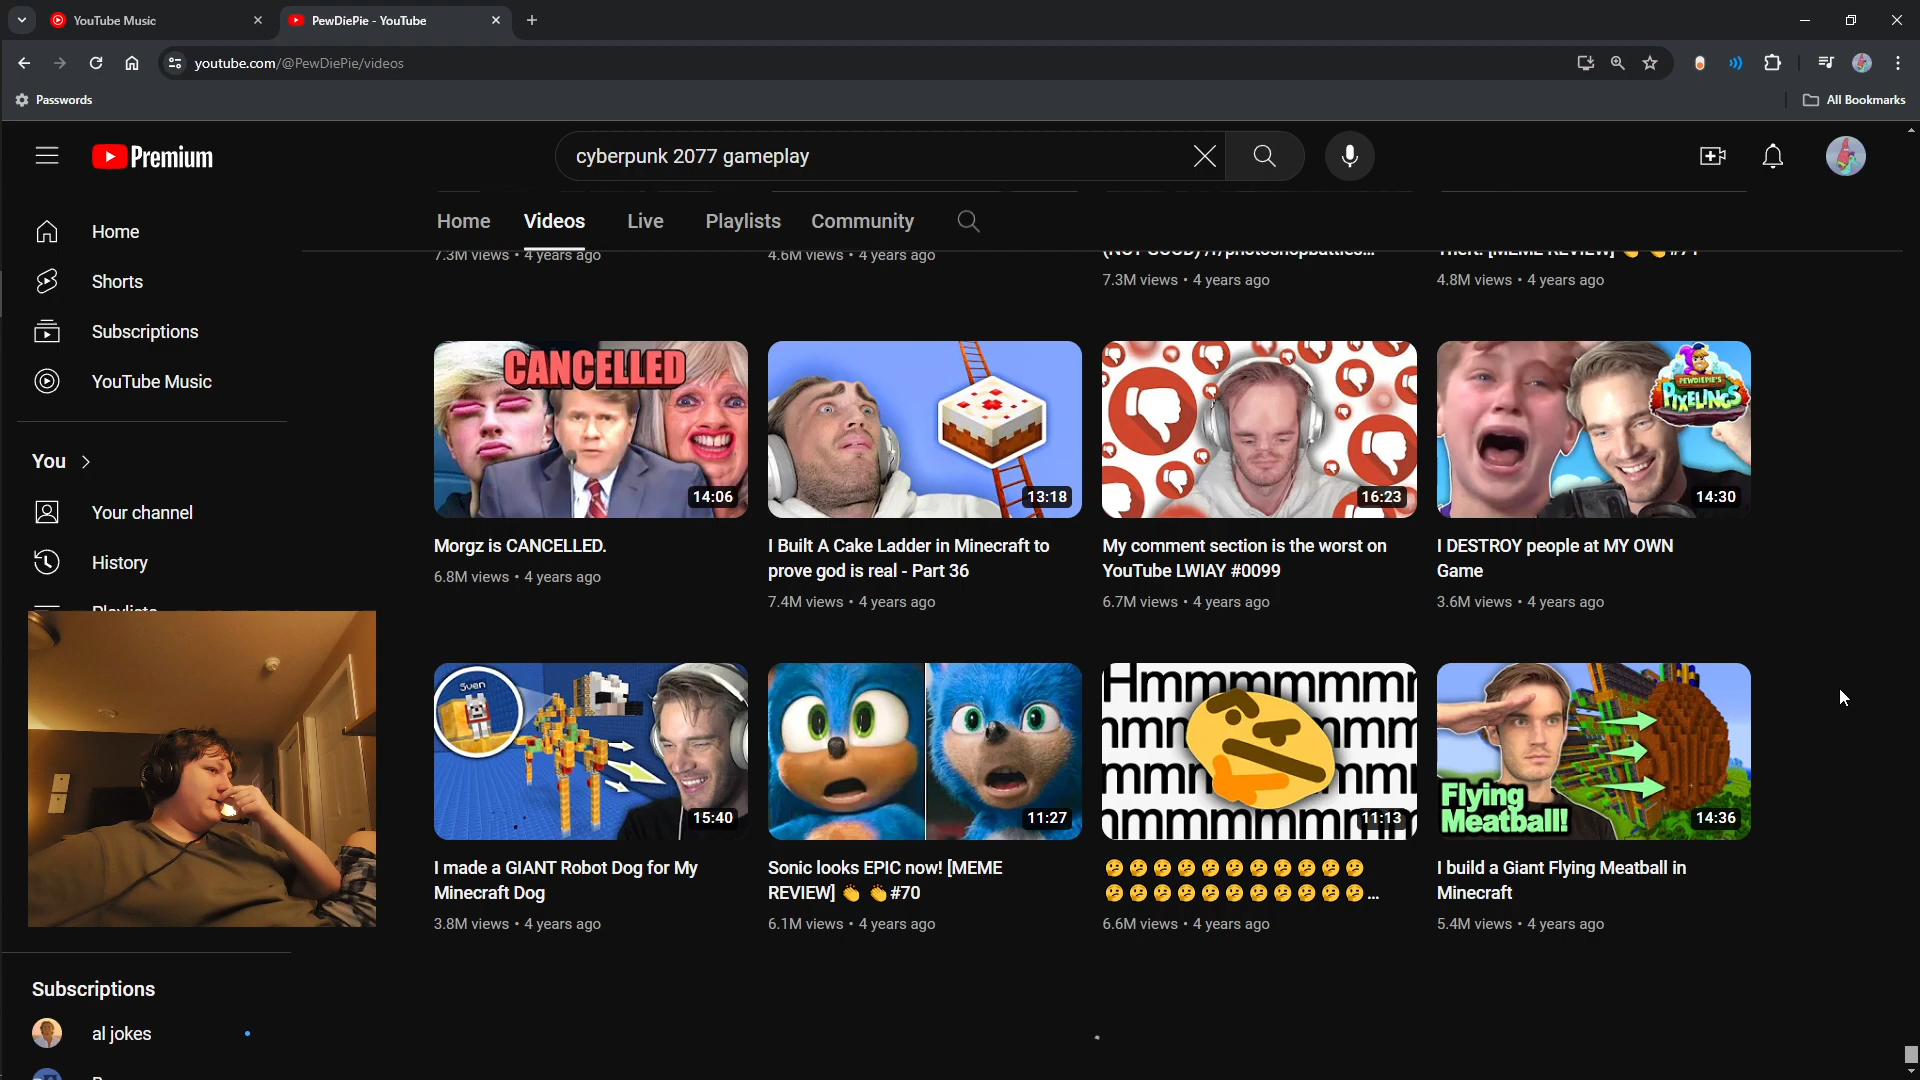 YouTube Music
PewDiePie - YouTube
youtube.com/@PewDiePie/videos
Passwords
All Bookmarks
Premium
cyberpunk 2077 gameplay
Home
Videos
Live
Playlists
Community
Home
Shorts
Subscriptions
YouTube Music
You
Your channel
History
Playlists
7.3M views • 4 years ago
4.6M views • 4 years ago
(NOT GOOD) /r/photoshopbattles...
7.3M views • 4 years ago
Theft. [MEME REVIEW] 👏 👏#71
4.8M views • 4 years ago
CANCELLED
14:06
Morgz is CANCELLED.
6.8M views • 4 years ago
13:18
I Built A Cake Ladder in Minecraft to
prove god is real - Part 36
7.4M views • 4 years ago
16:23
My comment section is the worst on
YouTube LWIAY #0099
6.7M views • 4 years ago
PEWDIEPIE'S
PIXELINGS
14:30
I DESTROY people at MY OWN
Game
3.6M views • 4 years ago
Sven
15:40
I made a GIANT Robot Dog for My
Minecraft Dog
3.8M views • 4 years ago
11:27
Sonic looks EPIC now! [MEME
REVIEW] 👏 👏#70
6.1M views • 4 years ago
11:13
🤔🤔🤔🤔🤔🤔🤔🤔🤔🤔🤔
🤔🤔🤔🤔🤔🤔🤔🤔🤔🤔🤔...
6.6M views • 4 years ago
Flying
Meatball!
14:36
I build a Giant Flying Meatball in
Minecraft
5.4M views • 4 years ago
Subscriptions
al jokes